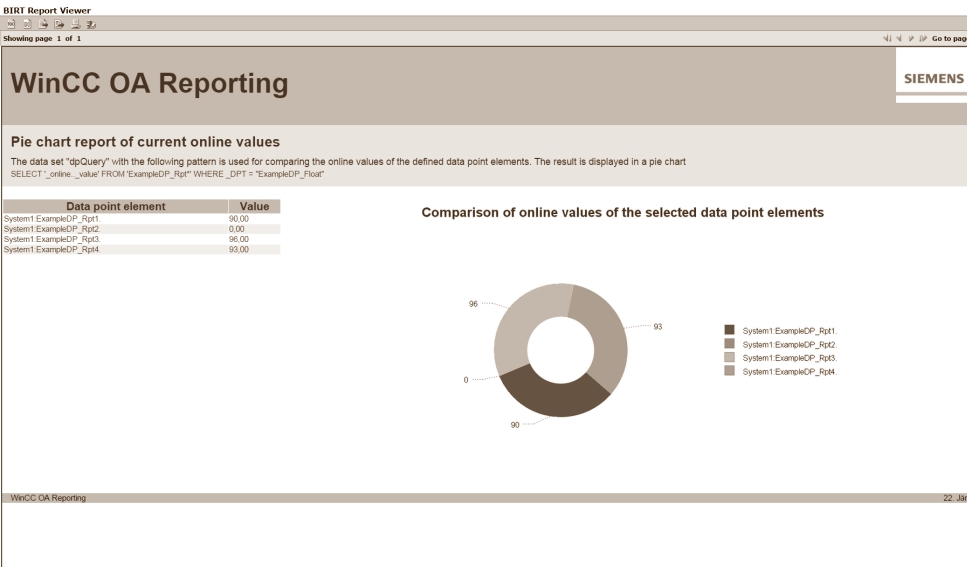 BIRT Report Viewer
Showing page 1 of 1
Go to page
WinCC OA Reporting
SIEMENS
Pie chart report of current online values
The data set "dpQuery" with the following pattern is used for comparing the online values of the defined data point elements. The result is displayed in a pie chart
SELECT '_online.._value' FROM 'ExampleDP_Rpt*' WHERE _DPT = "ExampleDP_Float"
Data point element Value
System1:ExampleDP_Rpt1. 90,00
System1:ExampleDP_Rpt2. 0,00
System1:ExampleDP_Rpt3. 96,00
System1:ExampleDP_Rpt4. 93,00
Comparison of online values of the selected data point elements
96
93
0
90
System1:ExampleDP_Rpt1.
System1:ExampleDP_Rpt2.
System1:ExampleDP_Rpt3.
System1:ExampleDP_Rpt4.
WinCC OA Reporting
22. Jän